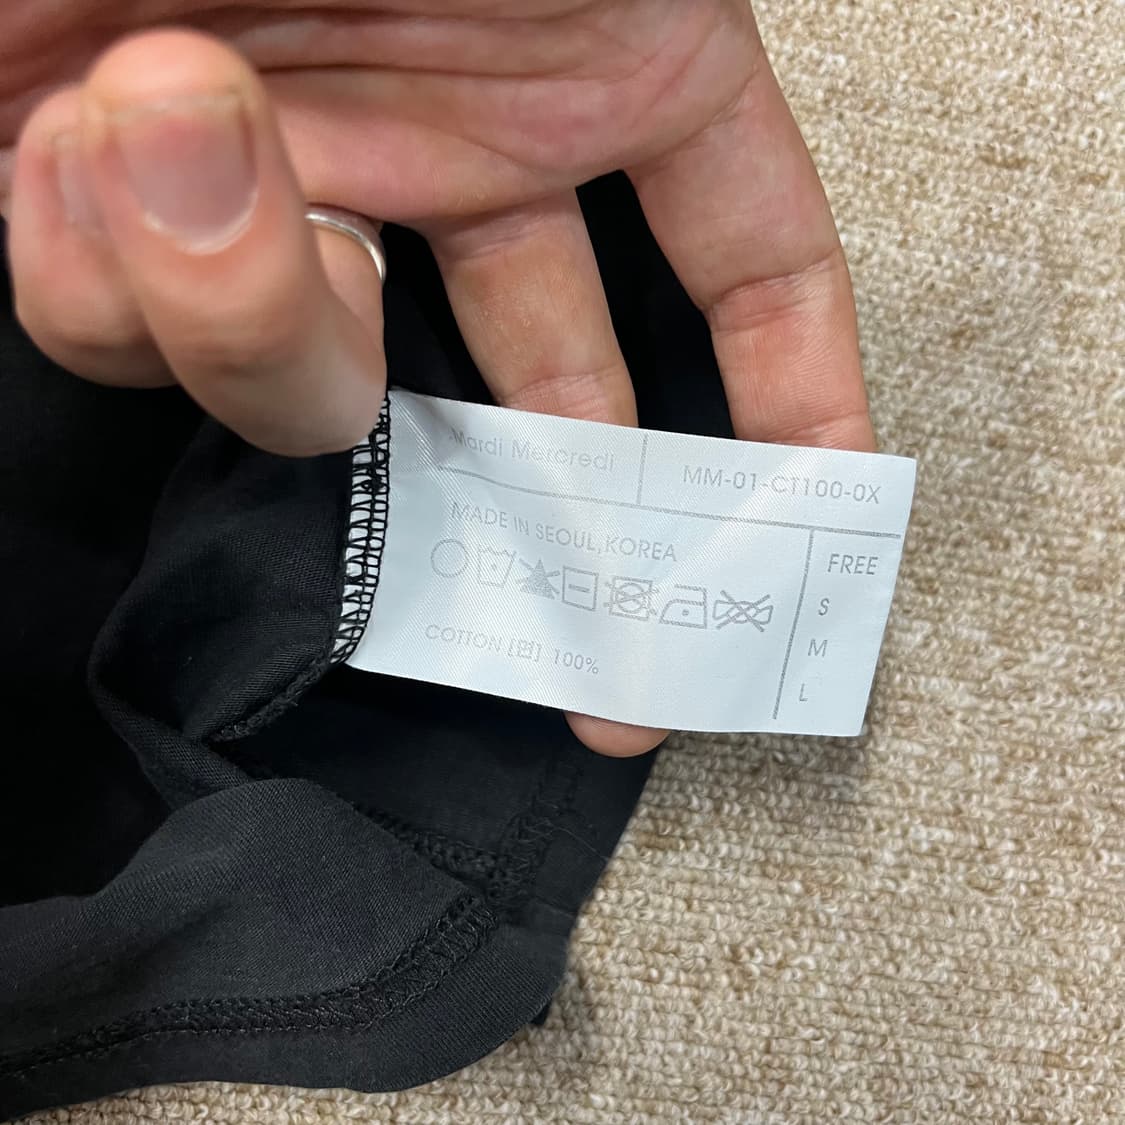 Mardi Mercredi
MM-01-CT100-0X
MADE IN SEOUL,KOREA
COTTON [면] 100%
FREE
S
M
L